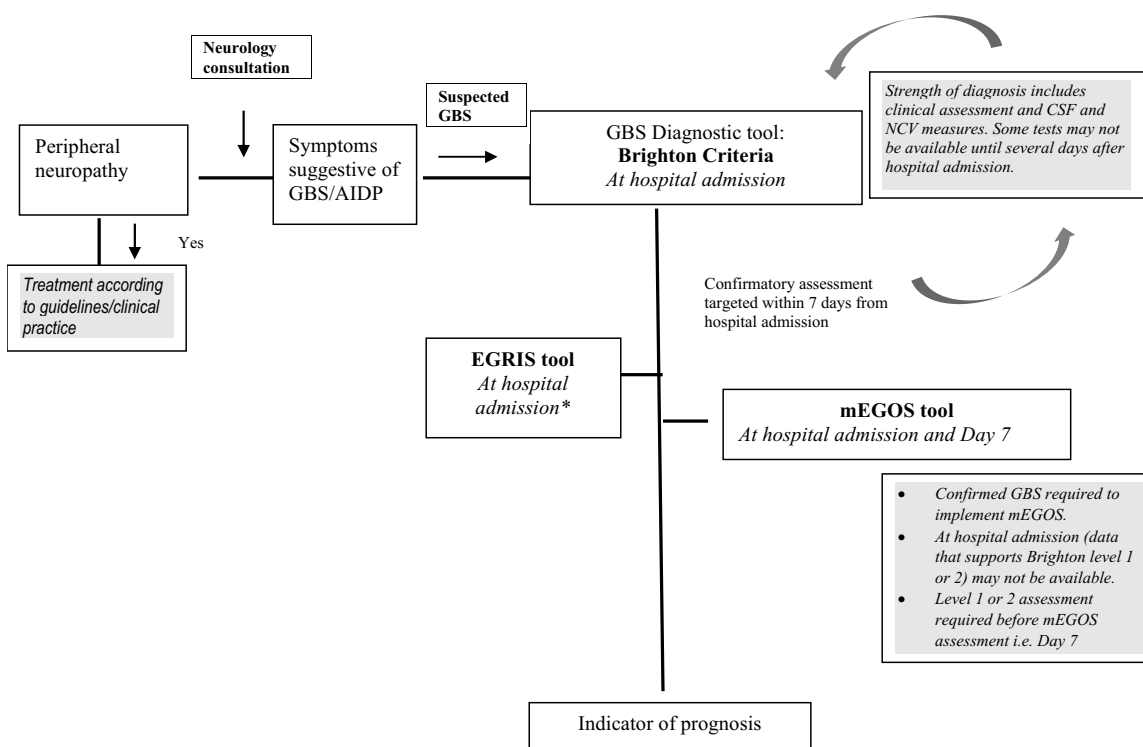 Neurology
consultation
Suspected
GBS
Peripheral
neuropathy
Symptoms
suggestive of
GBS/AIDP
GBS Diagnostic tool:
Brighton Criteria
At hospital admission
Strength of diagnosis includes
clinical assessment and CSF and
NCV measures. Some tests may not
be available until several days after
hospital admission.
Yes
Treatment according
to guidelines/clinical
practice
Confirmatory assessment
targeted within 7 days from
hospital admission
EGRIS tool
At hospital
admission*
mEGOS tool
At hospital admission and Day 7
• Confirmed GBS required to
implement mEGOS.
• At hospital admission (data
that supports Brighton level 1
or 2) may not be available.
• Level 1 or 2 assessment
required before mEGOS
assessment i.e. Day 7
Indicator of prognosis